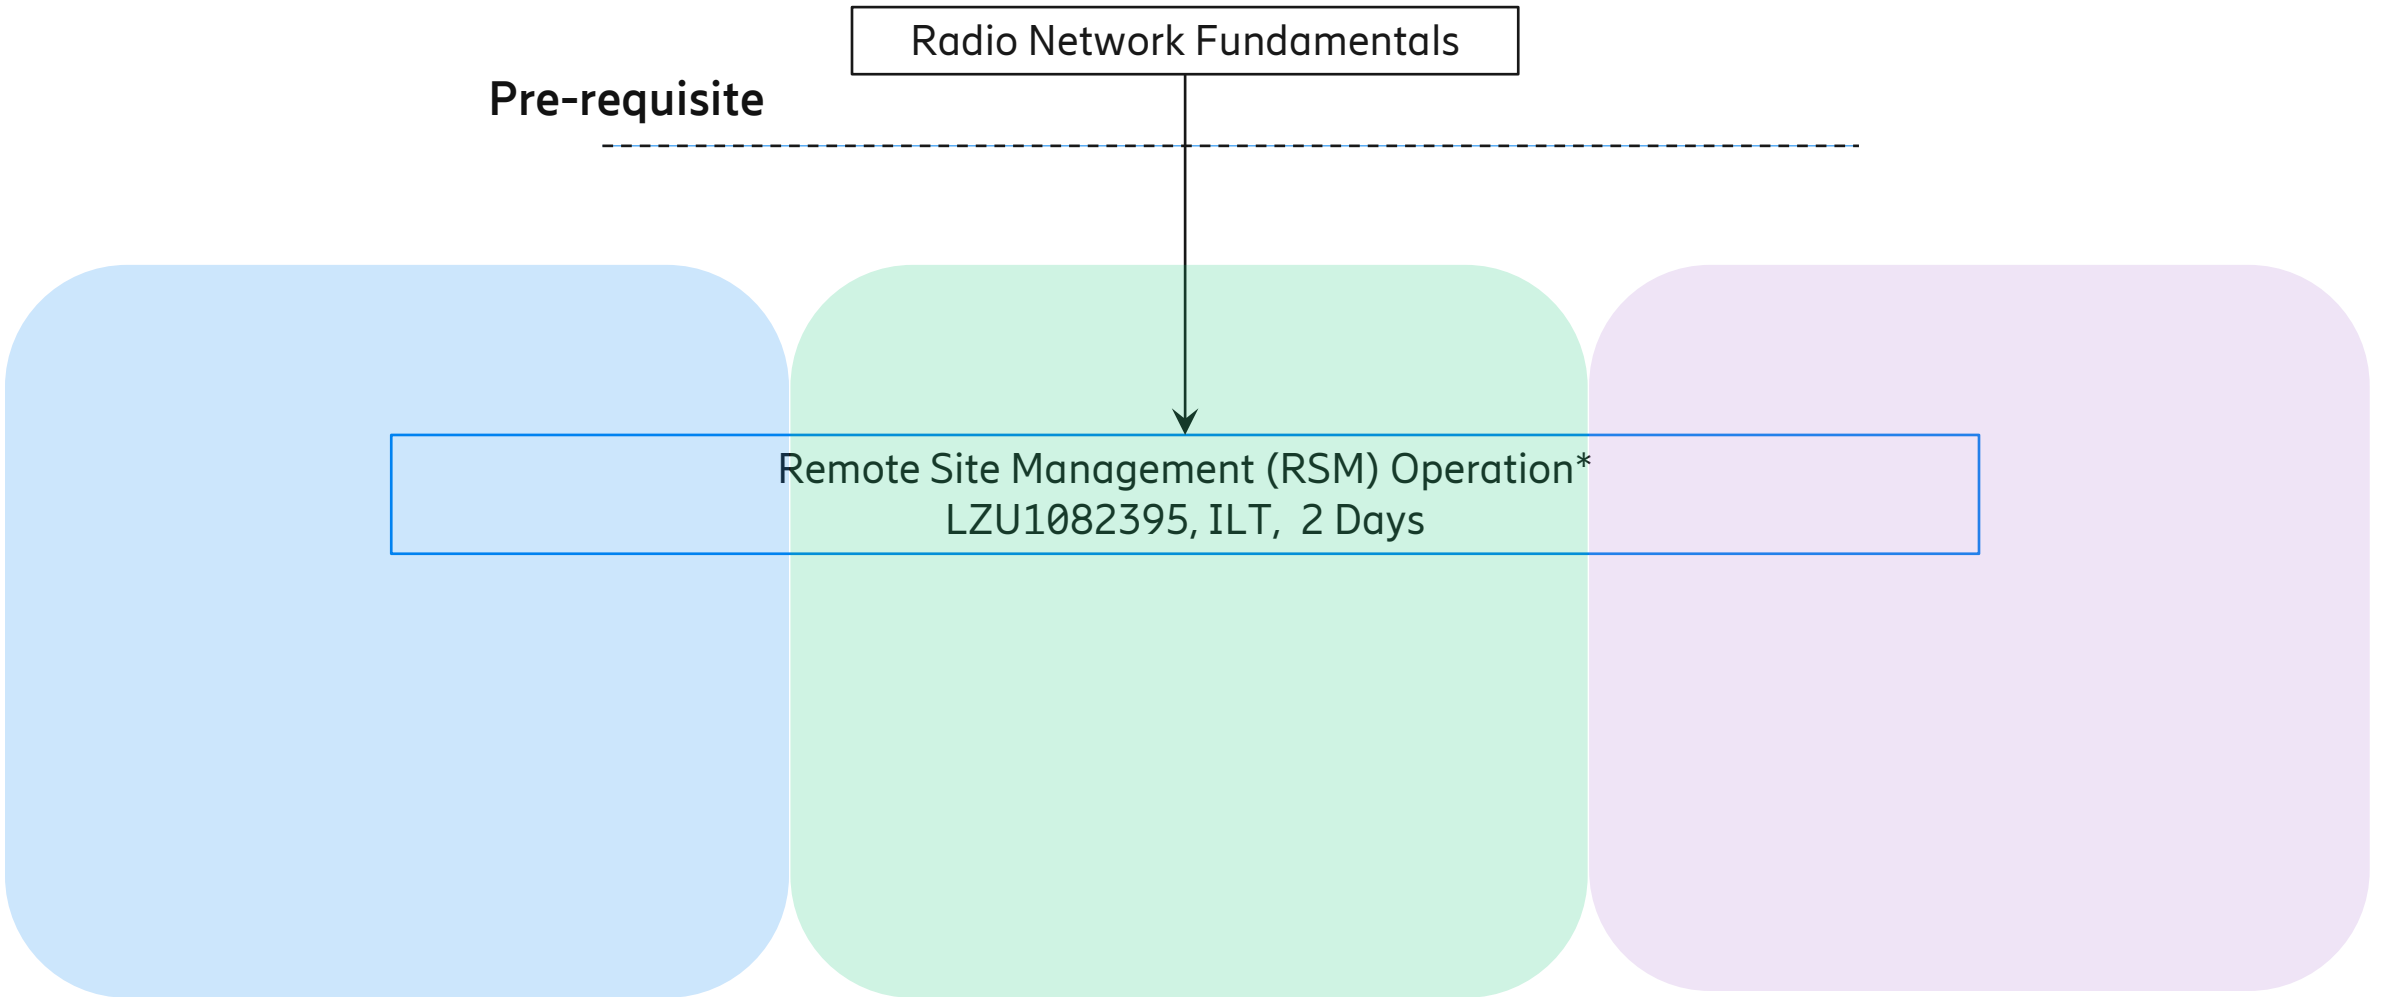 Radio Network Fundamentals
Pre-requisite
Remote Site Management (RSM) Operation*
LZU1082395, ILT,  2 Days